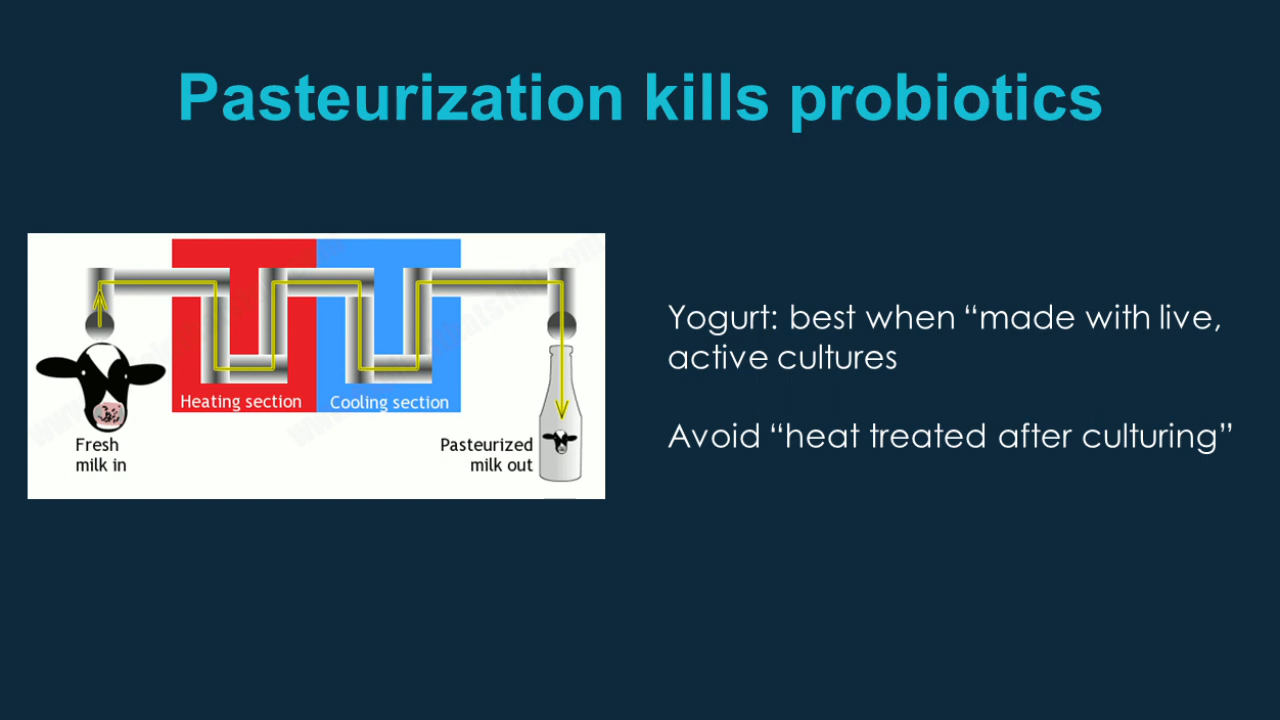 Pasteurization kills probiotics
Heating section
Cooling section
Fresh
milk in
Pasteurized
milk out
Yogurt: best when “made with live,
active cultures
Avoid “heat treated after culturing”